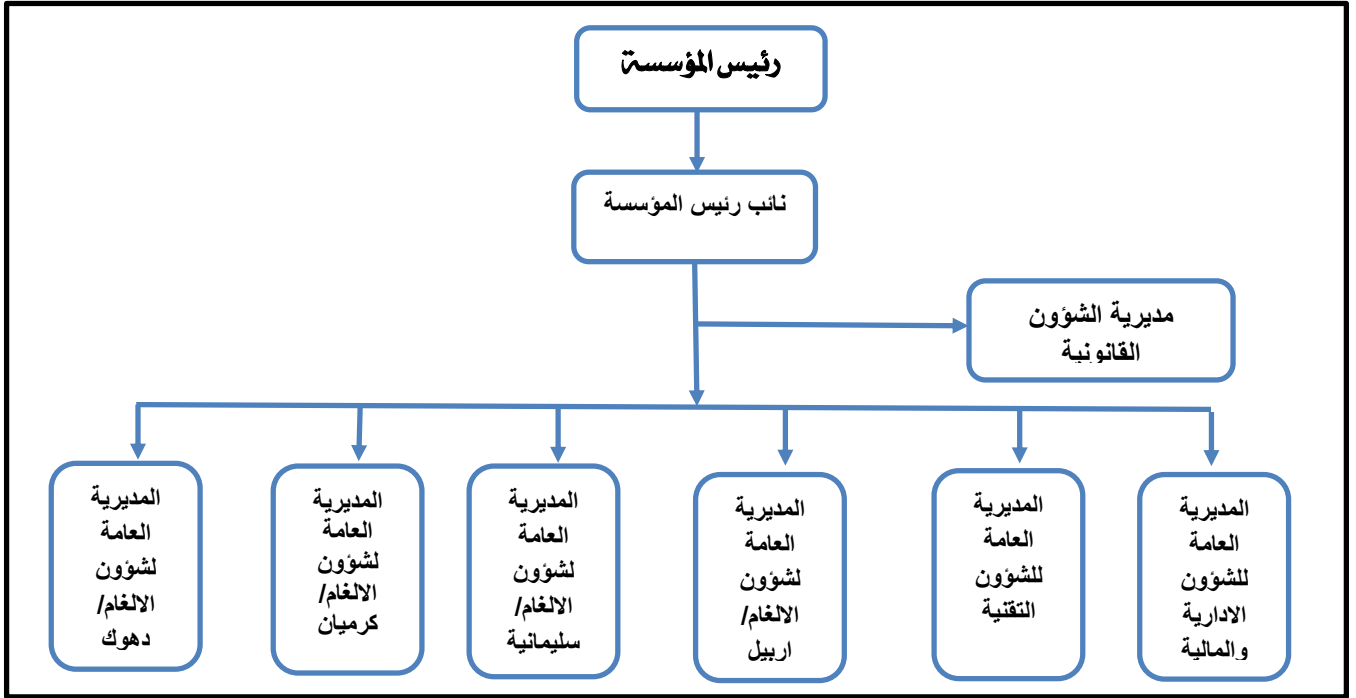 رئيس المؤسسة
نائب رئيس المؤسسة
مديرية الشؤون
القانونية
المديرية
العامة
للشؤون
الادارية
والمالية
المديرية
العامة
للشؤون
التقنية
المديرية
العامة
لشؤون
الالغام/
اربيل
المديرية
العامة
لشؤون
الالغام/
سليمانية
المديرية
العامة
لشؤون
الالغام/
كرميان
المديرية
العامة
لشؤون
الالغام/
دهوك